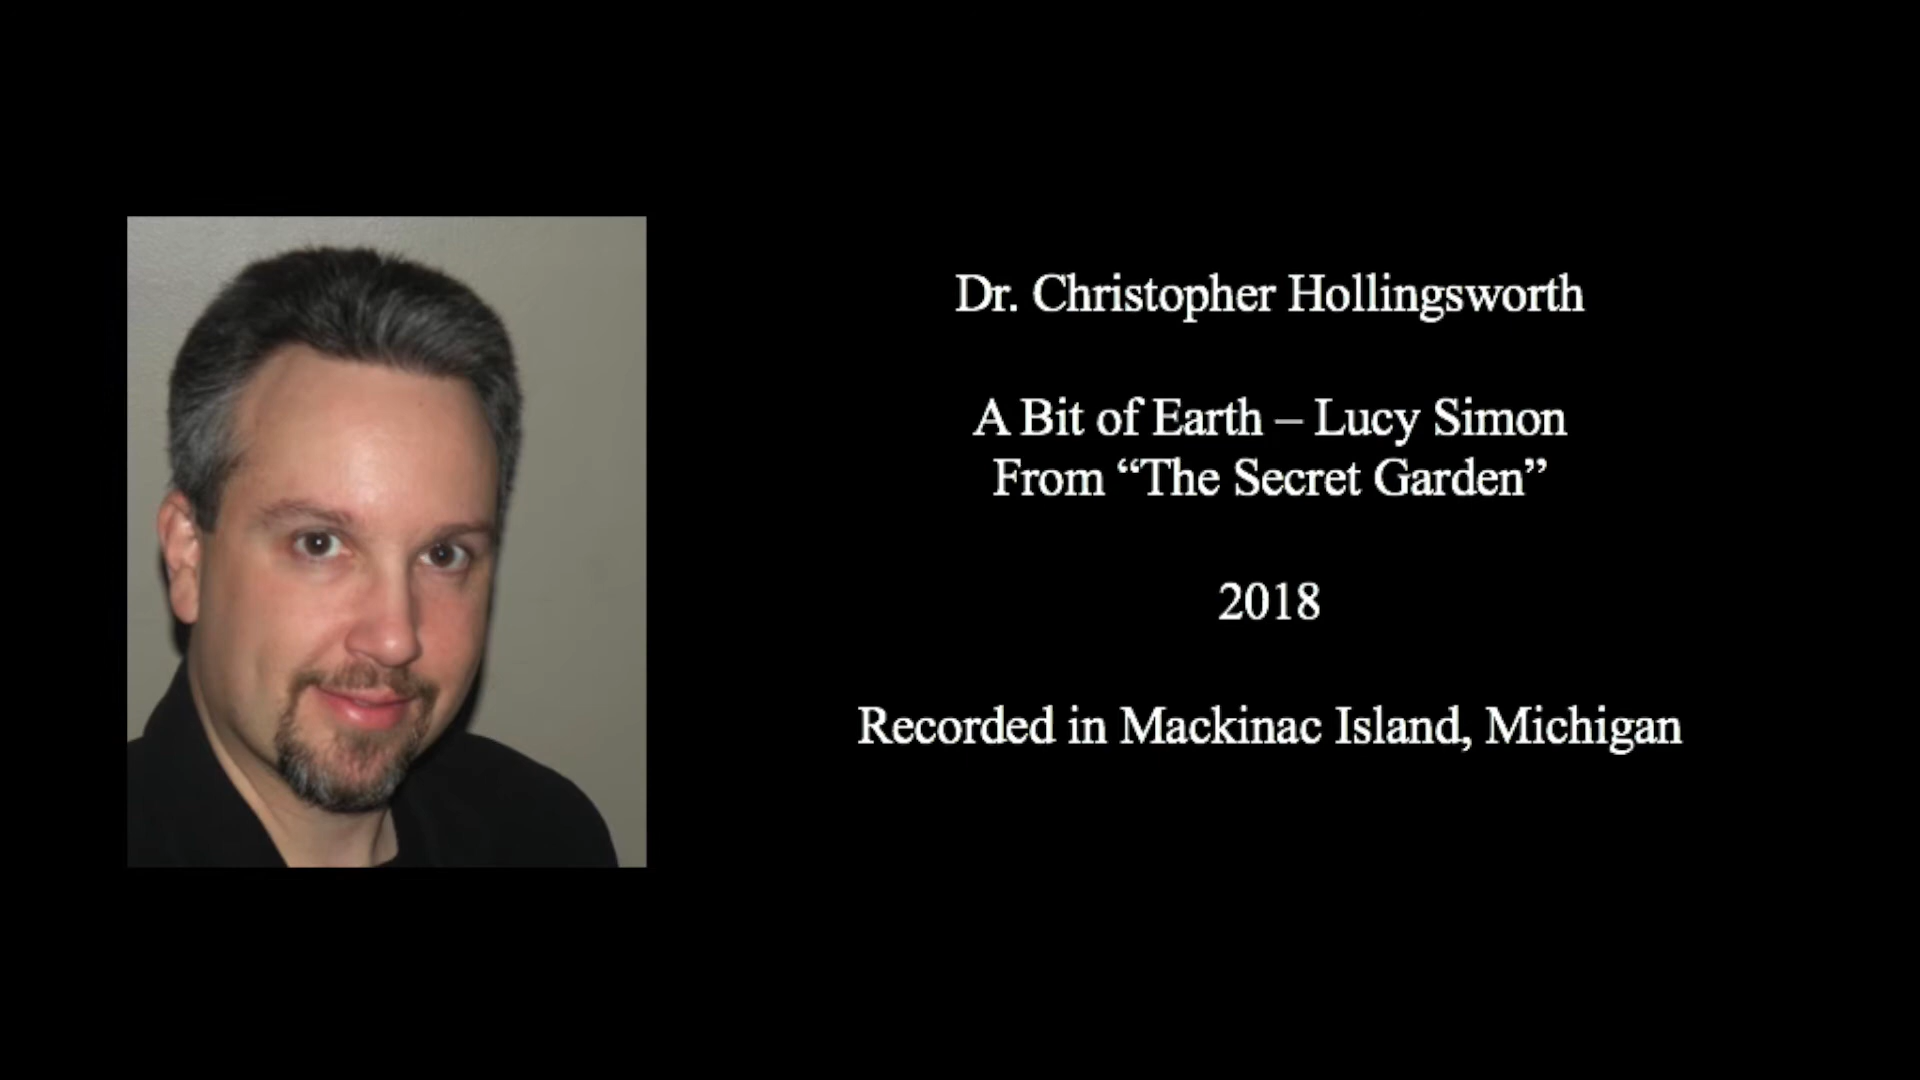 Dr. Christopher Hollingsworth
A Bit of Earth – Lucy Simon
From “The Secret Garden”
2018
Recorded in Mackinac Island, Michigan